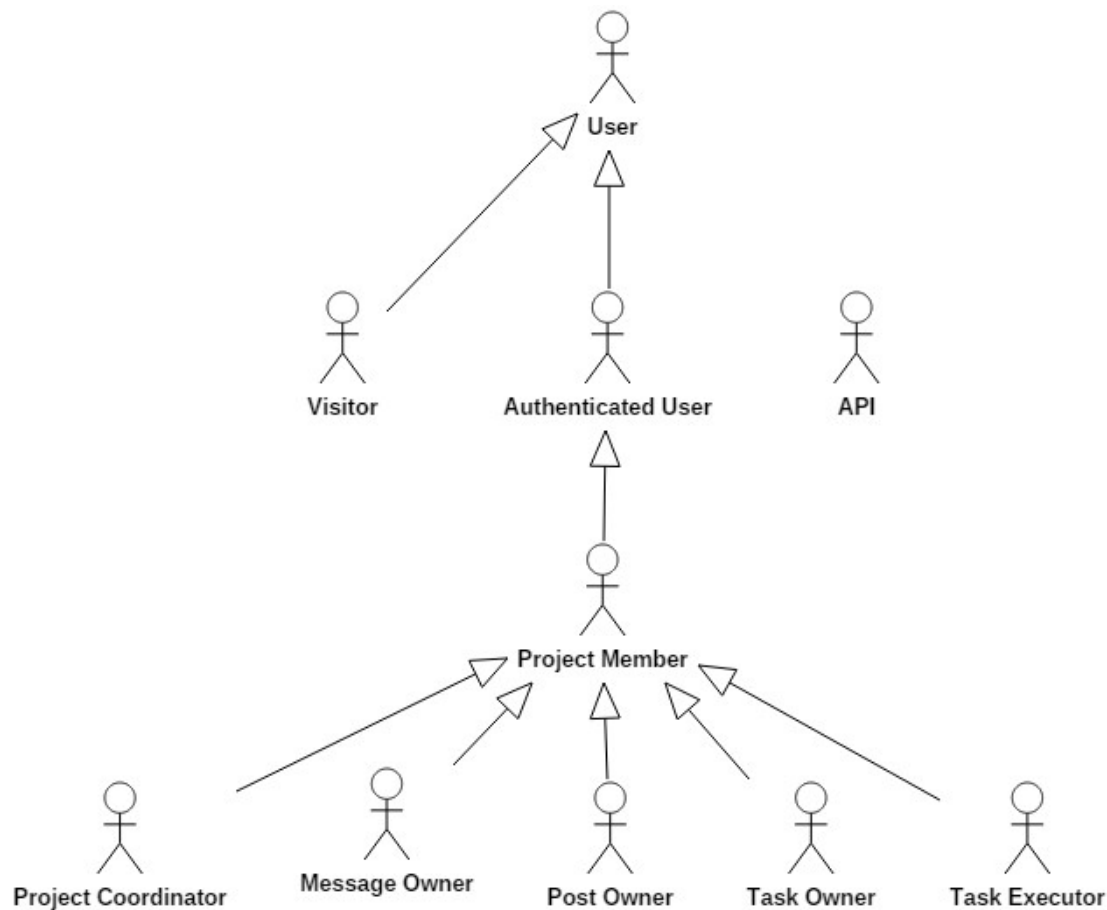 User
Visitor
Authenticated User
API
Project Member
Project Coordinator
Message Owner
Post Owner
Task Owner
Task Executor